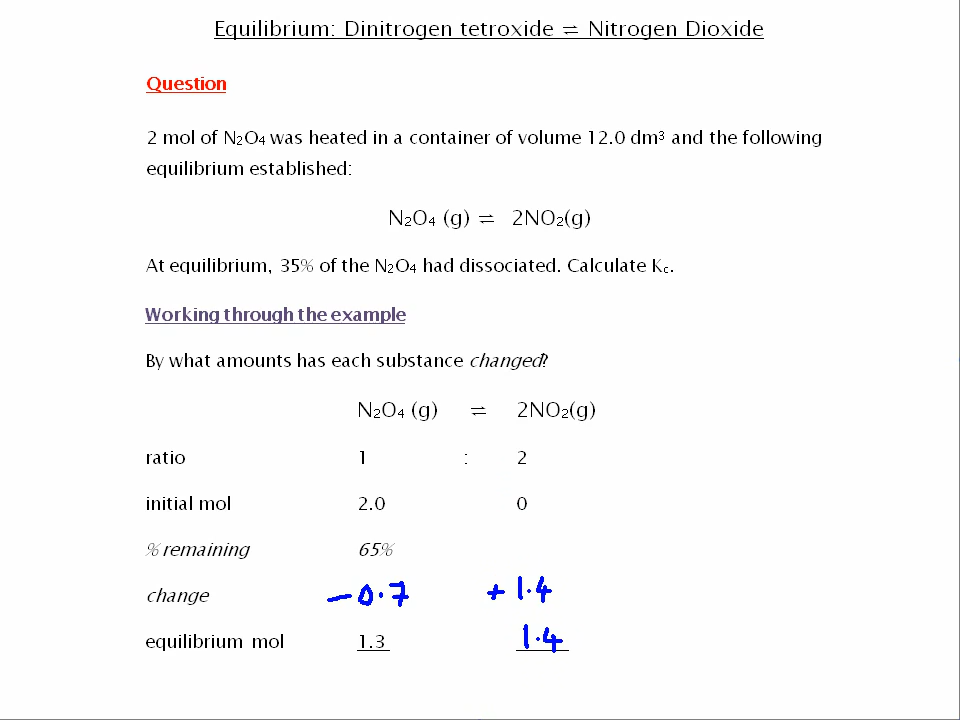 Equilibrium: Dinitrogen tetroxide ⇌ Nitrogen Dioxide
Question
2 mol of N₂O₄ was heated in a container of volume 12.0 dm³ and the following
equilibrium established:
N₂O₄ (g) ⇌ 2NO₂(g)
At equilibrium, 35% of the N₂O₄ had dissociated. Calculate K꜀.
Working through the example
By what amounts has each substance changed?
N₂O₄ (g) ⇌ 2NO₂(g)
ratio 1 : 2
initial mol 2.0 0
% remaining 65%
change -0.7 +1.4
equilibrium mol 1.3 1.4